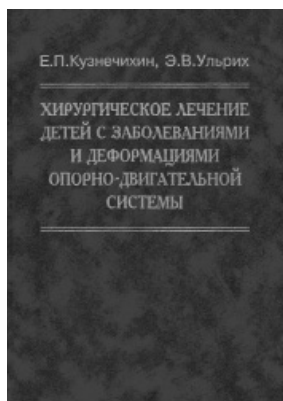 Е.П.Кузнечихин, Э.В.Ульрих
ХИРУРГИЧЕСКОЕ ЛЕЧЕНИЕ
ДЕТЕЙ С ЗАБОЛЕВАНИЯМИ
И ДЕФОРМАЦИЯМИ
ОПОРНО-ДВИГАТЕЛЬНОЙ
СИСТЕМЫ